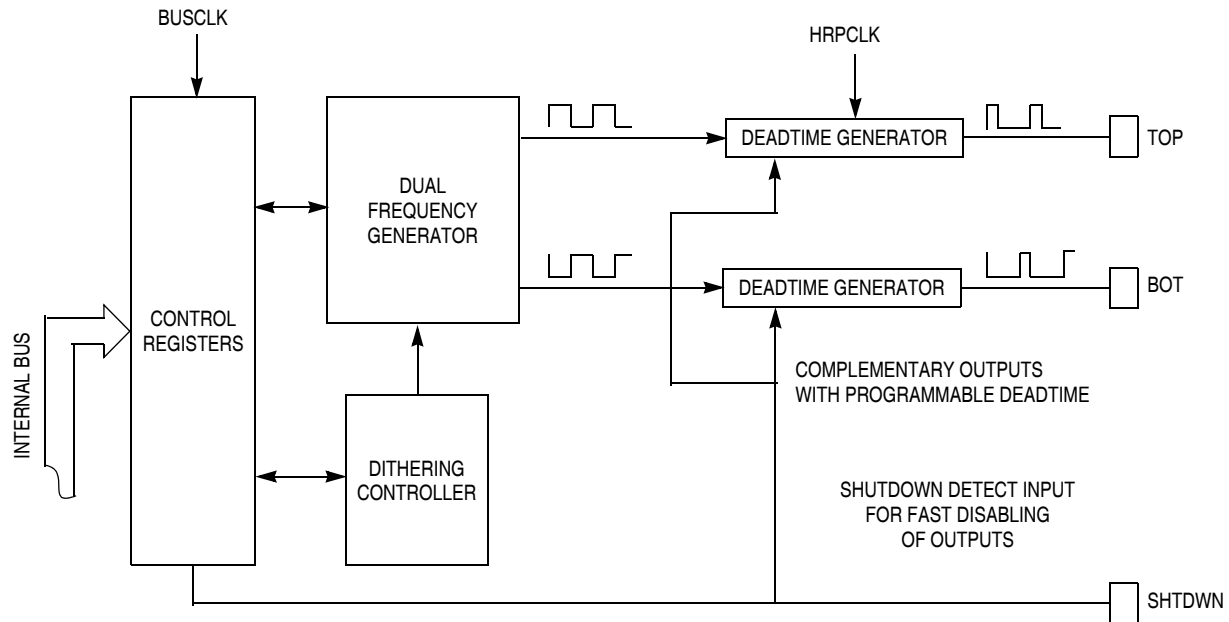 BUSCLK
HRPCLK
DEADTIME GENERATOR
TOP
DUAL
FREQUENCY
GENERATOR
DEADTIME GENERATOR
BOT
CONTROL
REGISTERS
INTERNAL BUS
COMPLEMENTARY OUTPUTS
WITH PROGRAMMABLE DEADTIME
DITHERING
CONTROLLER
SHUTDOWN DETECT INPUT
FOR FAST DISABLING
OF OUTPUTS
SHTDWN